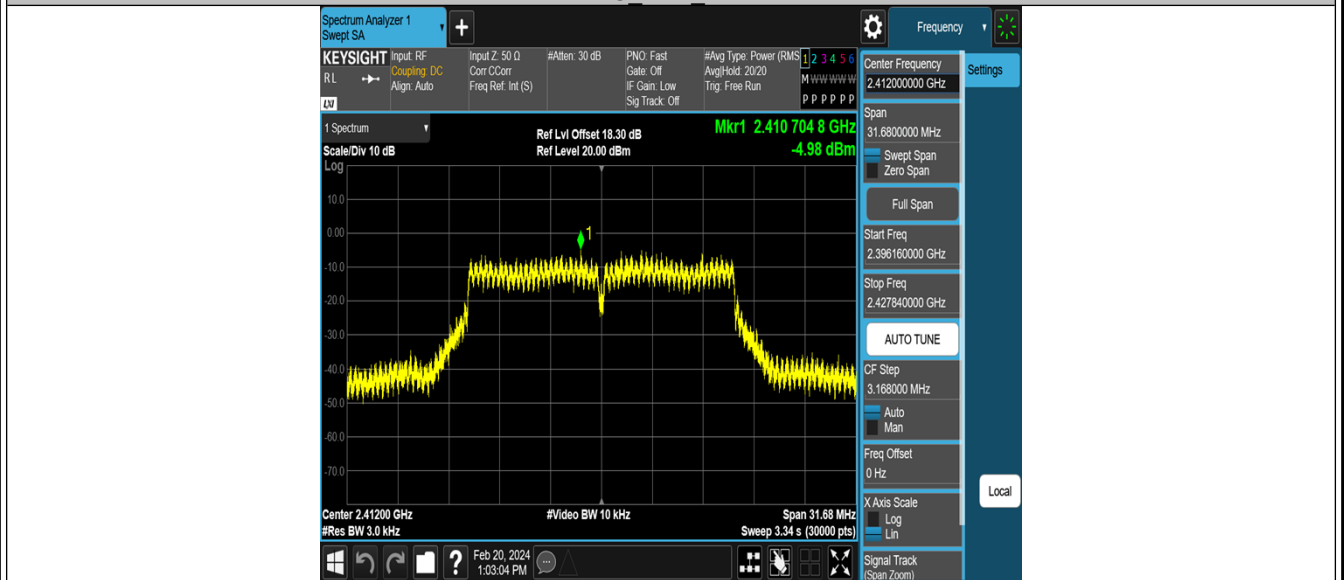 Spectrum Analyzer 1
Swept SA
+
Frequency
KEYSIGHT
RL
LXI
Input: RF
Coupling: DC
Align: Auto
Input Z: 50 Ω
Corr CCorr
Freq Ref: Int (S)
#Atten: 30 dB
PNO: Fast
Gate: Off
IF Gain: Low
Sig Track: Off
#Avg Type: Power (RMS
Avg|Hold: 20/20
Trig: Free Run
1 2 3 4 5 6
M W W W W W
P P P P P P
1 Spectrum
Scale/Div 10 dB
Log
Ref Lvl Offset 18.30 dB
Ref Level 20.00 dBm
Mkr1 2.410 704 8 GHz
-4.98 dBm
10.0
0.00
-10.0
-20.0
-30.0
-40.0
-50.0
-60.0
-70.0
1
Center 2.41200 GHz
#Res BW 3.0 kHz
#Video BW 10 kHz
Span 31.68 MHz
Sweep 3.34 s (30000 pts)
?
Feb 20, 2024
1:03:04 PM
Center Frequency
2.412000000 GHz
Span
31.6800000 MHz
Swept Span
Zero Span
Full Span
Start Freq
2.396160000 GHz
Stop Freq
2.427840000 GHz
AUTO TUNE
CF Step
3.168000 MHz
Auto
Man
Freq Offset
0 Hz
X Axis Scale
Log
Lin
Signal Track
(Span Zoom)
Settings
Local